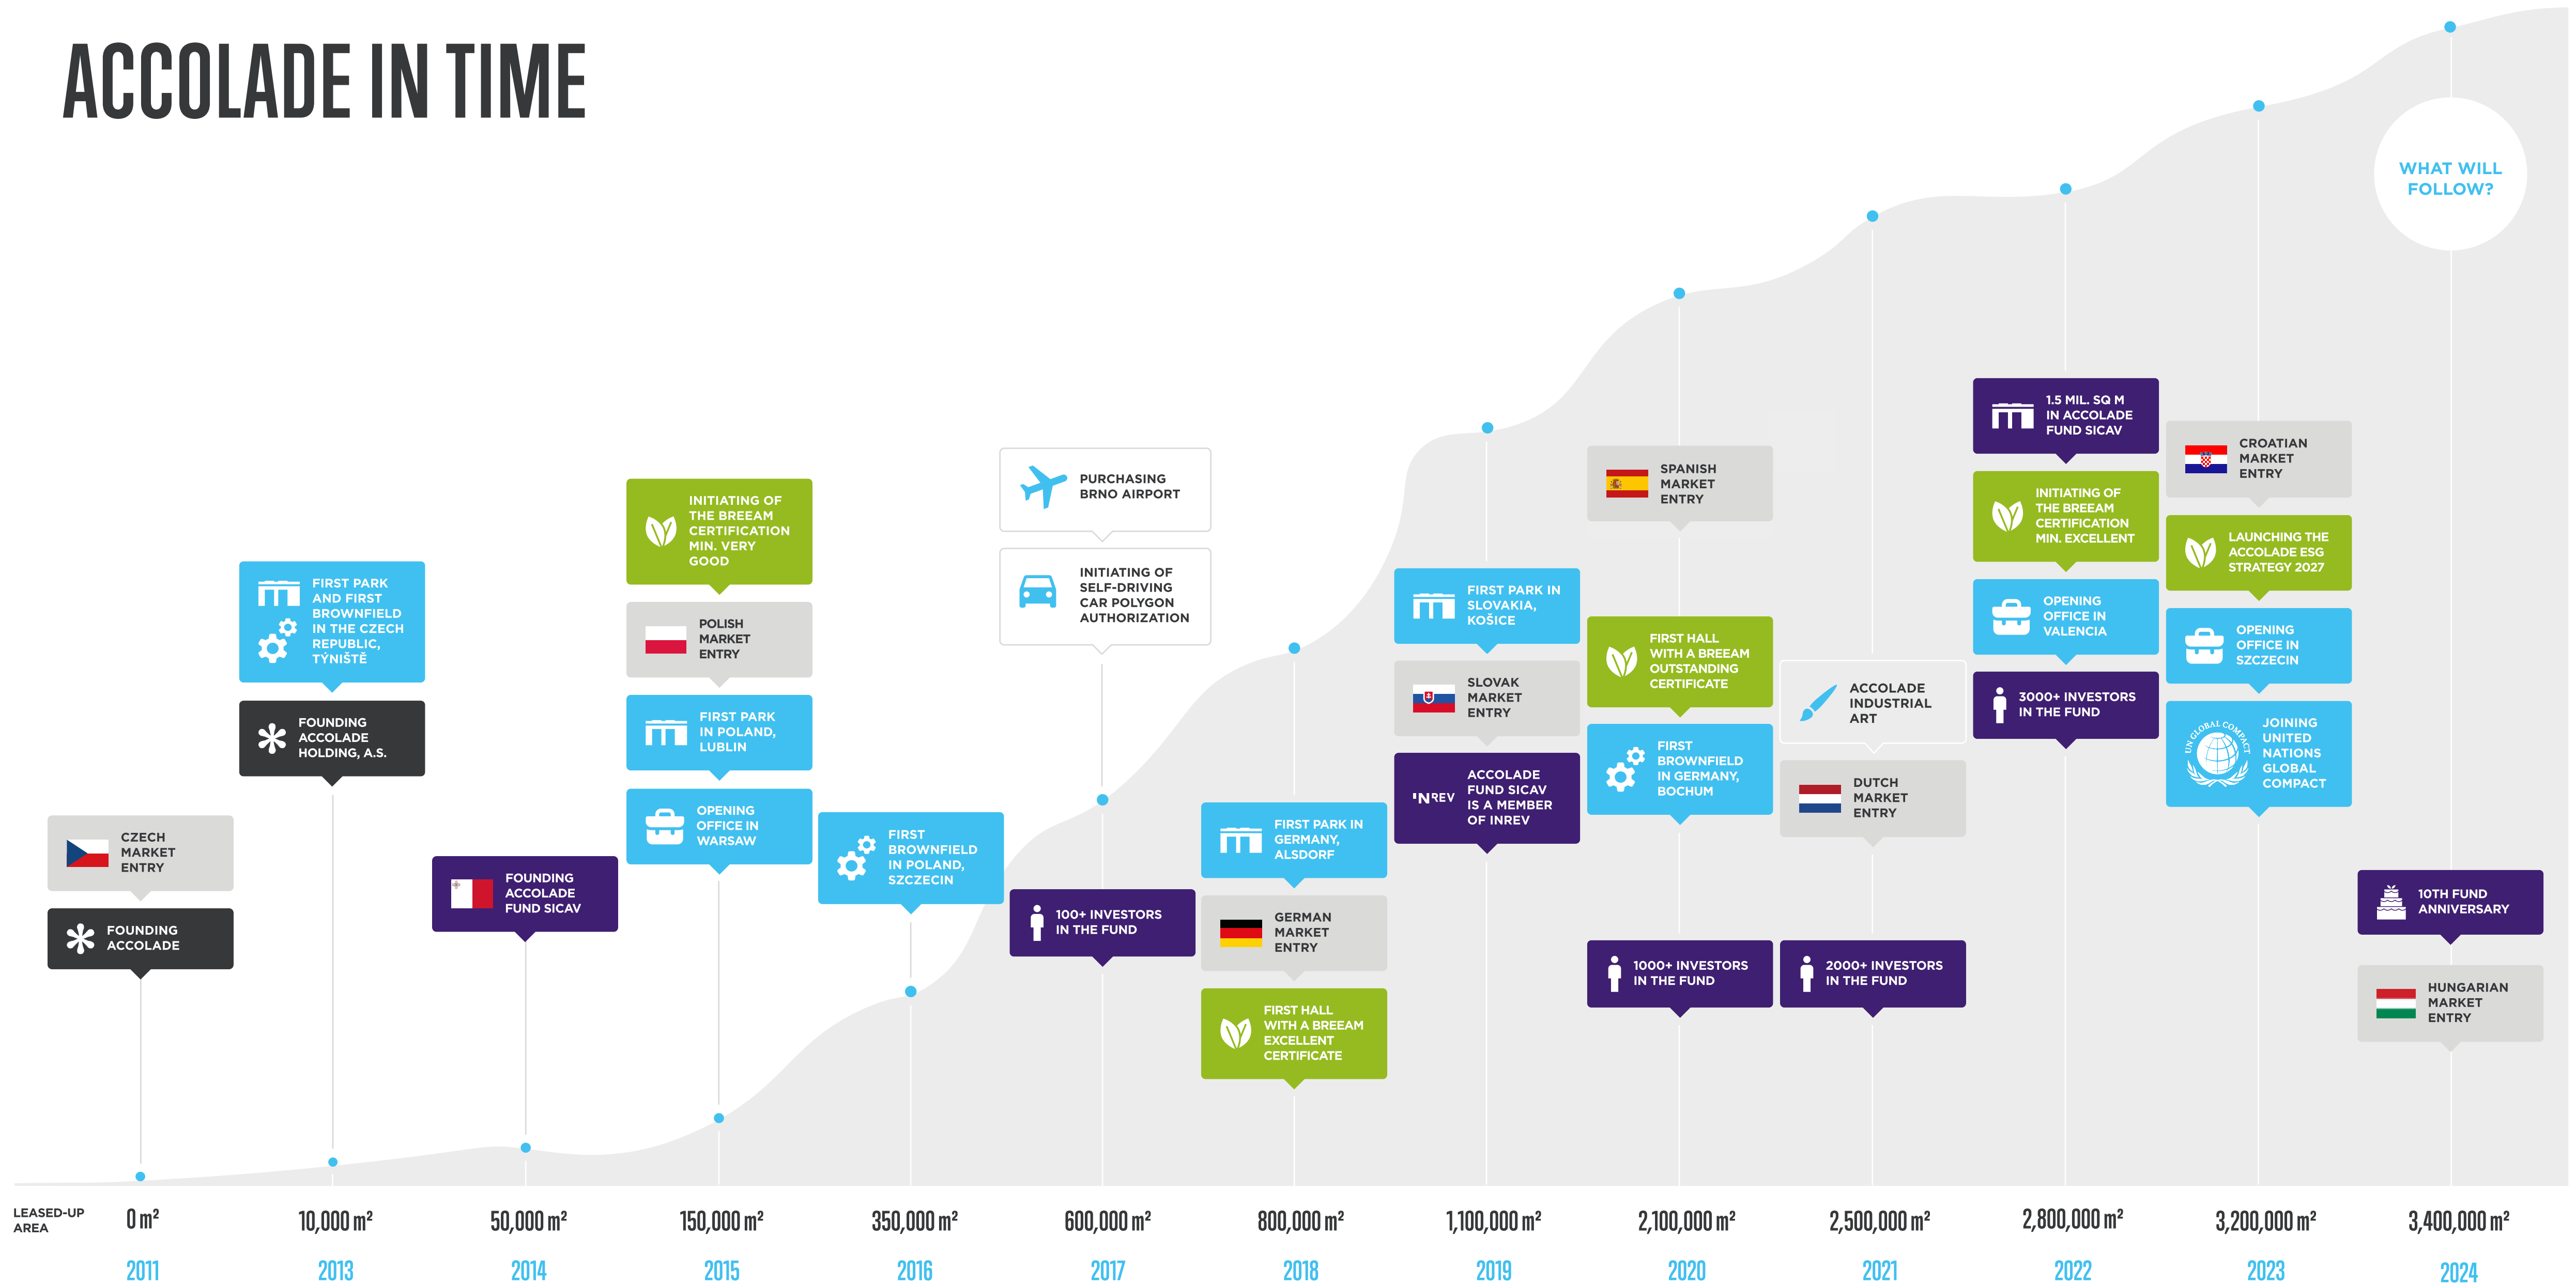 ACCOLADE IN TIME
WHAT WILL
FOLLOW?
CZECH
MARKET
ENTRY
FOUNDING
ACCOLADE
FIRST PARK
AND FIRST
BROWNFIELD
IN THE CZECH
REPUBLIC,
TÝNIŠTĚ
FOUNDING
ACCOLADE
HOLDING, A.S.
FOUNDING
ACCOLADE
FUND SICAV
INITIATING OF
THE BREEAM
CERTIFICATION
MIN. VERY
GOOD
POLISH
MARKET
ENTRY
FIRST PARK
IN POLAND,
LUBLIN
OPENING
OFFICE IN
WARSAW
FIRST
BROWNFIELD
IN POLAND,
SZCZECIN
PURCHASING
BRNO AIRPORT
INITIATING OF
SELF-DRIVING
CAR POLYGON
AUTHORIZATION
100+ INVESTORS
IN THE FUND
FIRST PARK IN
GERMANY,
ALSDORF
GERMAN
MARKET
ENTRY
FIRST HALL
WITH A BREEAM
EXCELLENT
CERTIFICATE
FIRST PARK IN
SLOVAKIA,
KOŠICE
SLOVAK
MARKET
ENTRY
INREV
ACCOLADE
FUND SICAV
IS A MEMBER
OF INREV
SPANISH
MARKET
ENTRY
FIRST HALL
WITH A BREEAM
OUTSTANDING
CERTIFICATE
FIRST
BROWNFIELD
IN GERMANY,
BOCHUM
1000+ INVESTORS
IN THE FUND
ACCOLADE
INDUSTRIAL
ART
DUTCH
MARKET
ENTRY
2000+ INVESTORS
IN THE FUND
1.5 MIL. SQ M
IN ACCOLADE
FUND SICAV
INITIATING OF
THE BREEAM
CERTIFICATION
MIN. EXCELLENT
OPENING
OFFICE IN
VALENCIA
3000+ INVESTORS
IN THE FUND
CROATIAN
MARKET
ENTRY
LAUNCHING THE
ACCOLADE ESG
STRATEGY 2027
OPENING
OFFICE IN
SZCZECIN
UN GLOBAL COMPACT
JOINING
UNITED
NATIONS
GLOBAL
COMPACT
10TH FUND
ANNIVERSARY
HUNGARIAN
MARKET
ENTRY
LEASED-UP
AREA
0 m² 10,000 m² 50,000 m² 150,000 m² 350,000 m² 600,000 m² 800,000 m² 1,100,000 m² 2,100,000 m² 2,500,000 m² 2,800,000 m² 3,200,000 m² 3,400,000 m²
2011 2013 2014 2015 2016 2017 2018 2019 2020 2021 2022 2023 2024